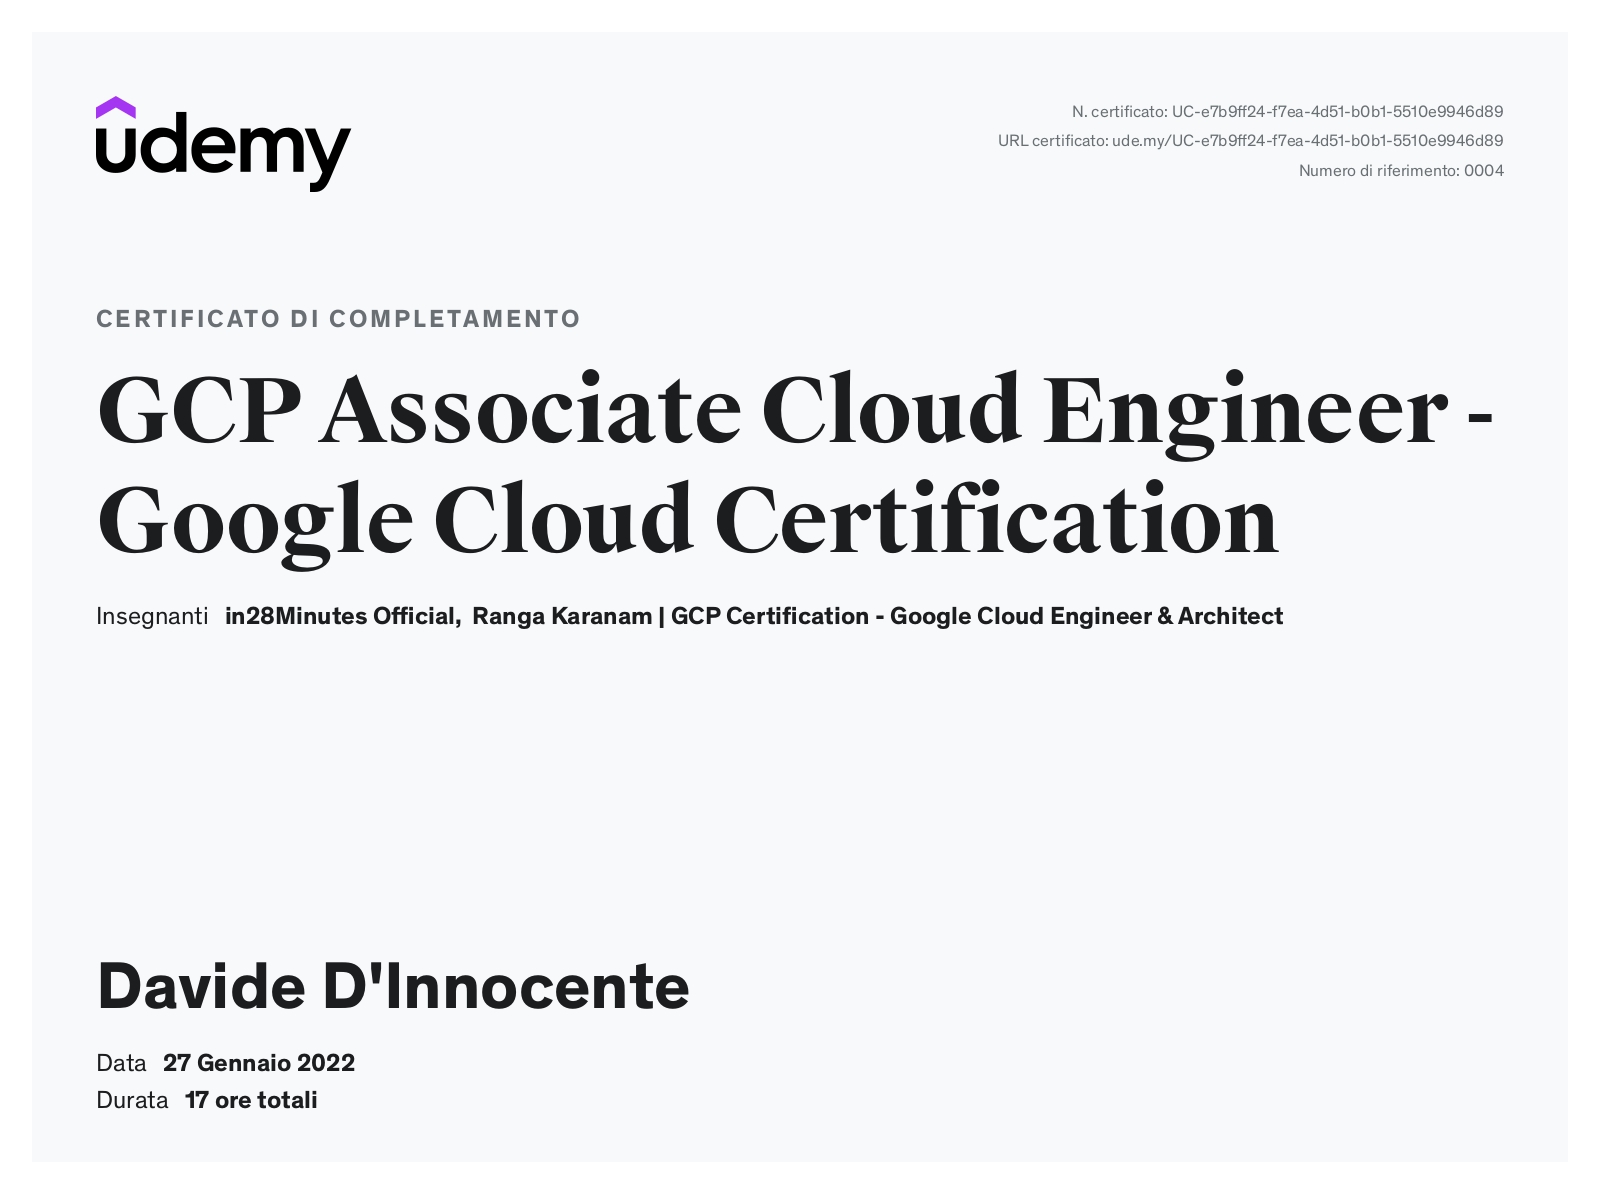 udemy
N. certificato: UC-e7b9ff24-f7ea-4d51-b0b1-5510e9946d89
URL certificato: ude.my/UC-e7b9ff24-f7ea-4d51-b0b1-5510e9946d89
Numero di riferimento: 0004
CERTIFICATO DI COMPLETAMENTO
GCP Associate Cloud Engineer -
Google Cloud Certification
Insegnanti in28Minutes Official, Ranga Karanam | GCP Certification - Google Cloud Engineer & Architect
Davide D'Innocente
Data 27 Gennaio 2022
Durata 17 ore totali